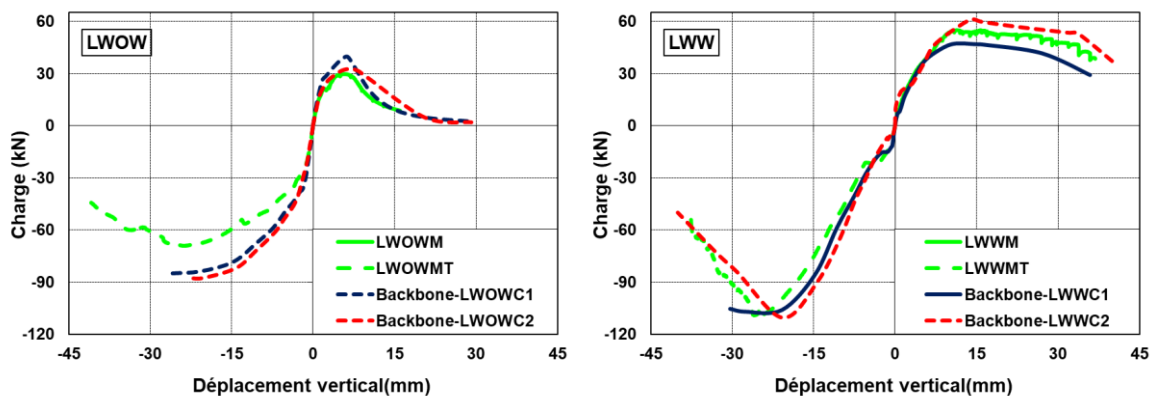 LWOW
Charge (kN)
60
30
0
-30
-60
-90
-120
-45
-30
-15
0
15
29
45
Déplacement vertical(mm)
LWOWM
LWOWMT
Backbone-LWOWC1
Backbone-LWOWC2
LWW
Charge (kN)
60
30
0
-30
-60
-90
-120
-45
-30
-15
0
15
30
45
Déplacement vertical(mm)
LWWM
LWWMT
Backbone-LWWC1
Backbone-LWWC2